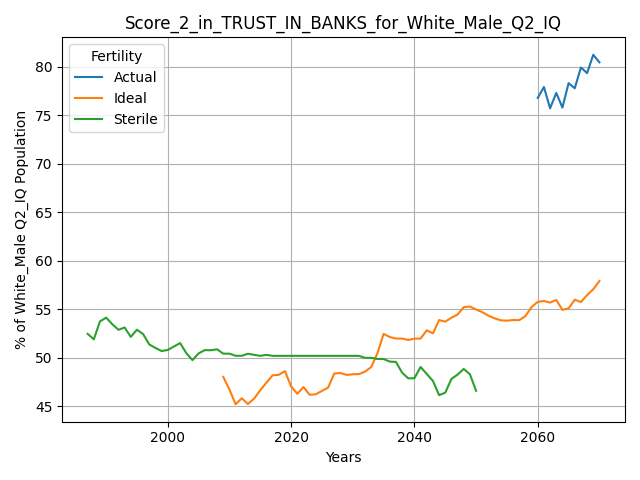 Score_2_in_TRUST_IN_BANKS_for_White_Male_Q2_IQ
Fertility
Actual
Ideal
Sterile
% of White_Male Q2_IQ Population
80
75
70
65
60
55
50
45
2000
2020
2040
2060
Years